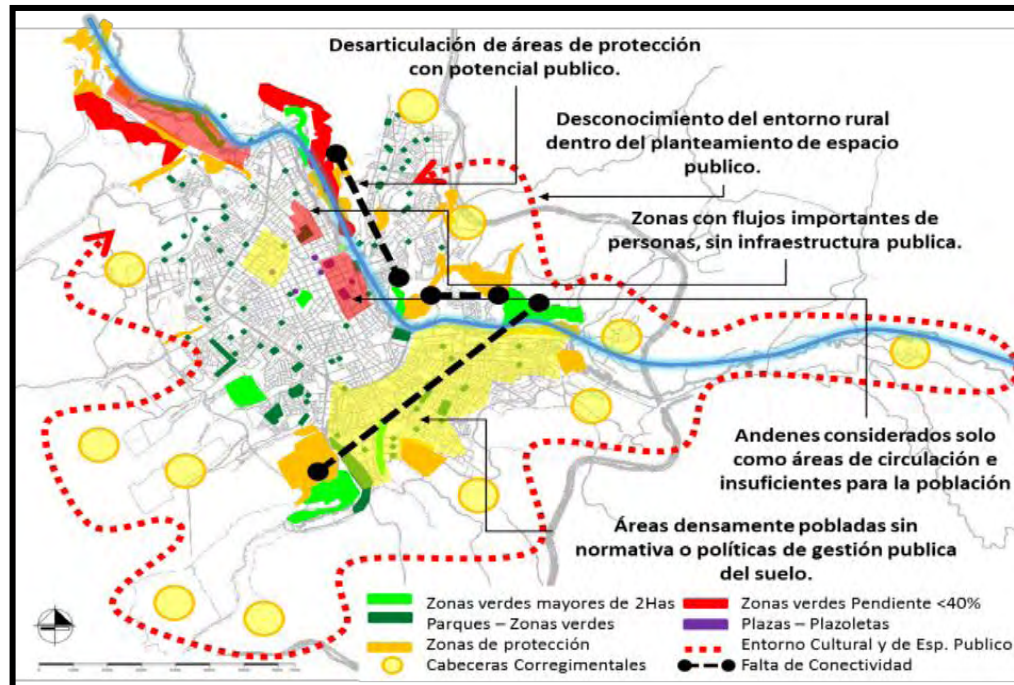 Desarticulación de áreas de protección
con potencial publico.
Desconocimiento del entorno rural
dentro del planteamiento de espacio
publico.
Zonas con flujos importantes de
personas, sin infraestructura publica.
Andenes considerados solo
como áreas de circulación e
insuficientes para la población
Áreas densamente pobladas sin
normativa o políticas de gestión publica
del suelo.
Zonas verdes mayores de 2Has
Parques – Zonas verdes
Zonas de protección
Cabeceras Corregimentales
Zonas verdes Pendiente <40%
Plazas – Plazoletas
Entorno Cultural y de Esp. Publico
Falta de Conectividad